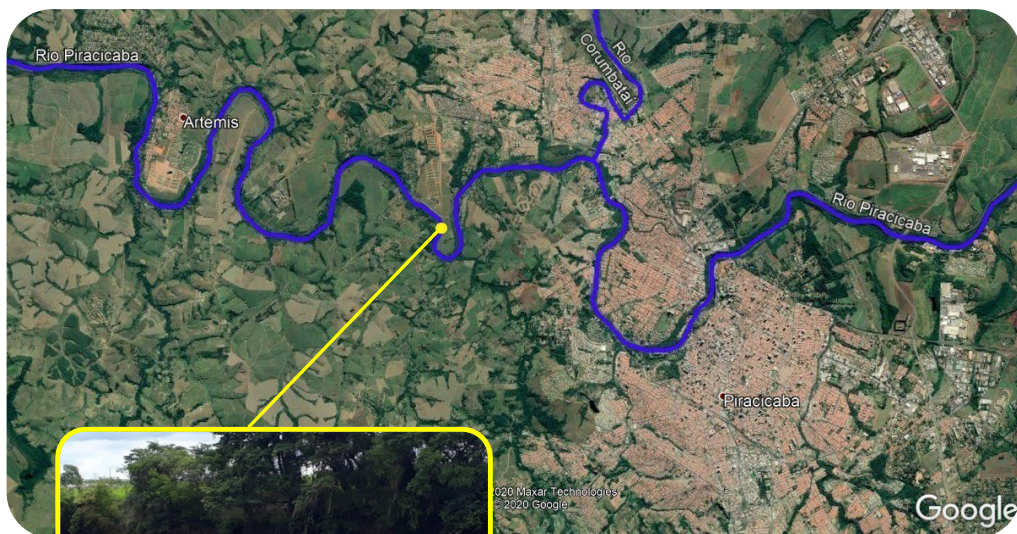 Rio Piracicaba
Rio
Corumbataí
Artemis
Rio Piracicaba
Piracicaba
2020 Maxar Technologies
© 2020 Google
Google